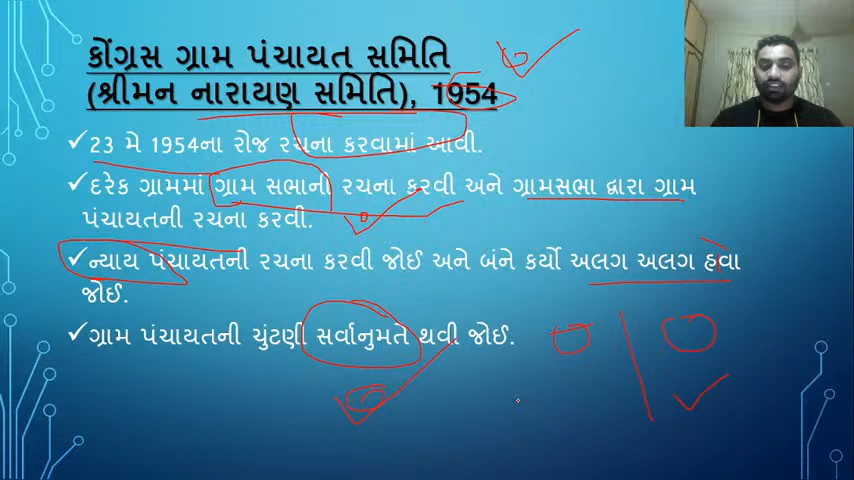 કોંગ્રસ ગ્રામ પંચાયત સમિતિ
(શ્રીમન નારાયણ સમિતિ), 1954
✓23 મે 1954ના રોજ રચના કરવામાં આવી.
✓દરેક ગ્રામમાં ગ્રામ સભાની રચના કરવી અને ગ્રામસભા દ્વારા ગ્રામ
પંચાયતની રચના કરવી.
✓ન્યાય પંચાયતની રચના કરવી જોઈ અને બંને કર્યો અલગ અલગ હવા
જોઈ.
✓ગ્રામ પંચાયતની ચુંટણી સર્વાનુમતે થવી જોઈ.